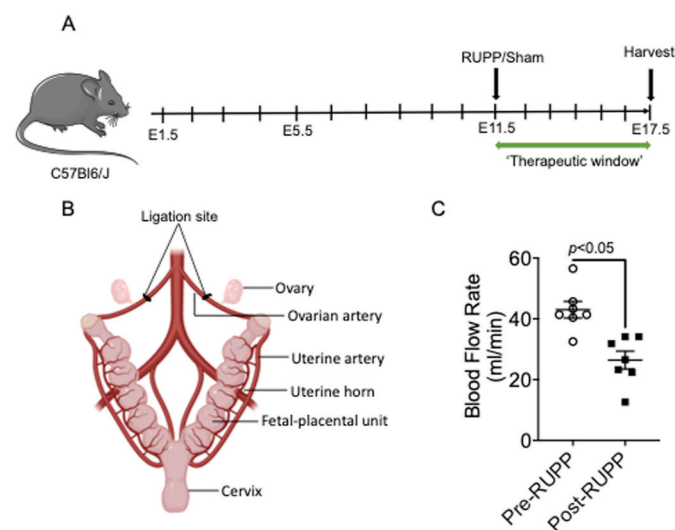 A
RUPP/Sham
Harvest
E1.5
E5.5
E11.5
E17.5
'Therapeutic window'
C57Bl6/J
B
Ligation site
Ovary
Ovarian artery
Uterine artery
Uterine horn
Fetal-placental unit
Cervix
C
p<0.05
60
40
20
0
Blood Flow Rate
(ml/min)
Pre-RUPP
Post-RUPP